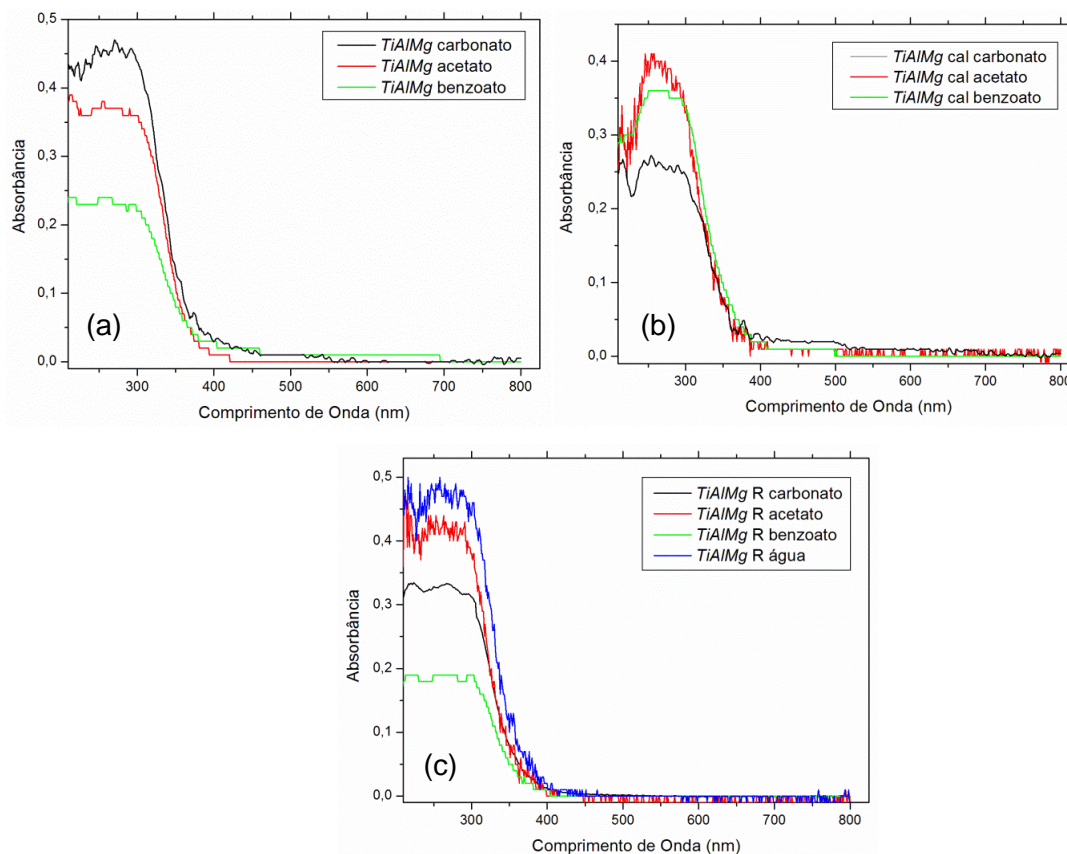 TiAlMg carbonato
TiAlMg acetato
TiAlMg benzoato
0,5
0,4
0,3
0,2
0,1
0,0
Absorbância
(a)
300 400 500 600 700 800
Comprimento de Onda (nm)
TiAlMg cal carbonato
TiAlMg cal acetato
TiAlMg cal benzoato
0,4
0,3
0,2
0,1
0,0
Absorbância
(b)
300 400 500 600 700 800
Comprimento de Onda (nm)
TiAlMg R carbonato
TiAlMg R acetato
TiAlMg R benzoato
TiAlMg R água
0,5
0,4
0,3
0,2
0,1
0,0
Absorbância
(c)
300 400 500 600 700 800
Comprimento de Onda (nm)